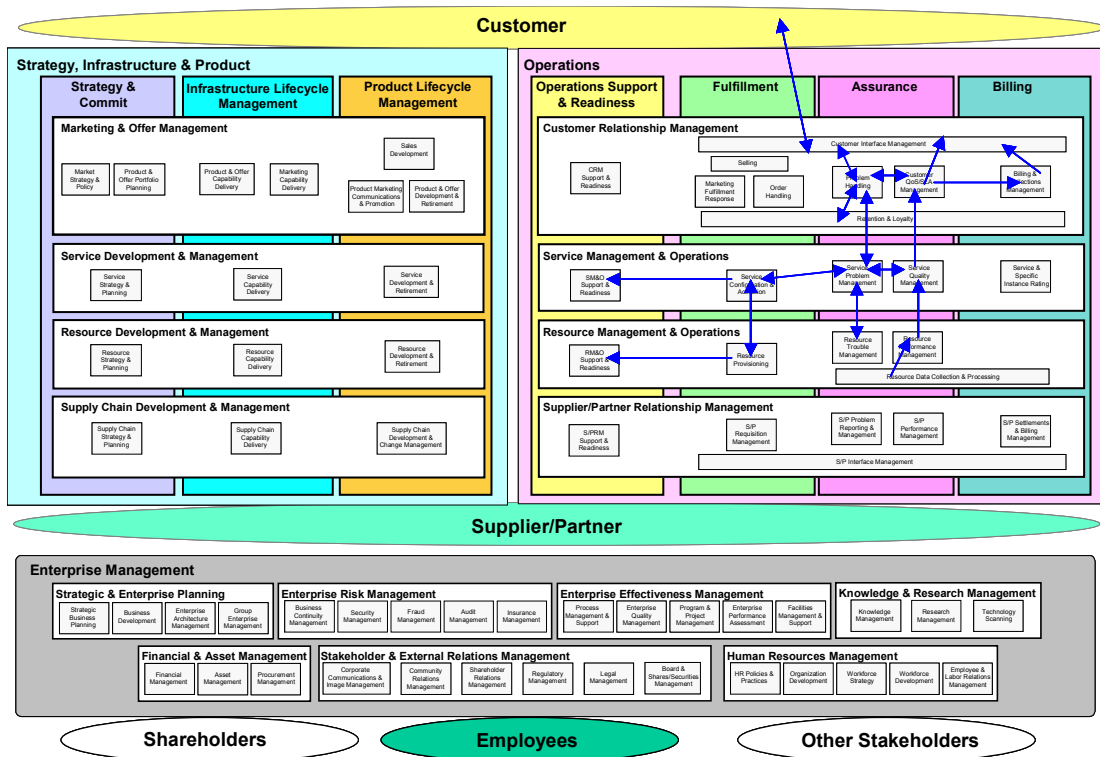 Customer
Strategy, Infrastructure & Product
Strategy &
Commit
Infrastructure Lifecycle
Management
Product Lifecycle
Management
Marketing & Offer Management
Market
Strategy &
Policy
Product &
Offer Portfolio
Planning
Product & Offer
Capability
Delivery
Marketing
Capability
Delivery
Sales
Development
Product Marketing
Communications
& Promotion
Product & Offer
Development &
Retirement
Service Development & Management
Service
Strategy &
Planning
Service
Capability
Delivery
Service
Development &
Retirement
Resource Development & Management
Resource
Strategy &
Planning
Resource
Capability
Delivery
Resource
Development &
Retirement
Supply Chain Development & Management
Supply Chain
Strategy &
Planning
Supply Chain
Capability
Delivery
Supply Chain
Development &
Change Management
Operations
Operations Support
& Readiness
Fulfillment
Assurance
Billing
Customer Relationship Management
Customer Interface Management
CRM
Support &
Readiness
Selling
Marketing
Fulfillment
Response
Order
Handling
Problem
Handling
Customer
QoS/SLA
Management
Billing &
Collections
Management
Retention & Loyalty
Service Management & Operations
SM&O
Support &
Readiness
Service
Configuration &
Activation
Service
Problem
Management
Service
Quality
Management
Service &
Specific
Instance Rating
Resource Management & Operations
RM&O
Support &
Readiness
Resource
Provisioning
Resource
Trouble
Management
Resource
Performance
Management
Resource Data Collection & Processing
Supplier/Partner Relationship Management
S/PRM
Support &
Readiness
S/P
Requisition
Management
S/P Problem
Reporting &
Management
S/P
Performance
Management
S/P Settlements
& Billing
Management
S/P Interface Management
Supplier/Partner
Enterprise Management
Strategic & Enterprise Planning
Strategic
Business
Planning
Business
Development
Enterprise
Architecture
Management
Group
Enterprise
Management
Enterprise Risk Management
Business
Continuity
Management
Security
Management
Fraud
Management
Audit
Management
Insurance
Management
Enterprise Effectiveness Management
Process
Management &
Support
Enterprise
Quality
Management
Program &
Project
Management
Enterprise
Performance
Assessment
Facilities
Management &
Support
Knowledge & Research Management
Knowledge
Management
Research
Management
Technology
Scanning
Financial & Asset Management
Financial
Management
Asset
Management
Procurement
Management
Stakeholder & External Relations Management
Corporate
Communications &
Image Management
Community
Relations
Management
Shareholder
Relations
Management
Regulatory
Management
Legal
Management
Board &
Shares/Securities
Management
Human Resources Management
HR Policies &
Practices
Organization
Development
Workforce
Strategy
Workforce
Development
Employee &
Labor Relations
Management
Shareholders
Employees
Other Stakeholders